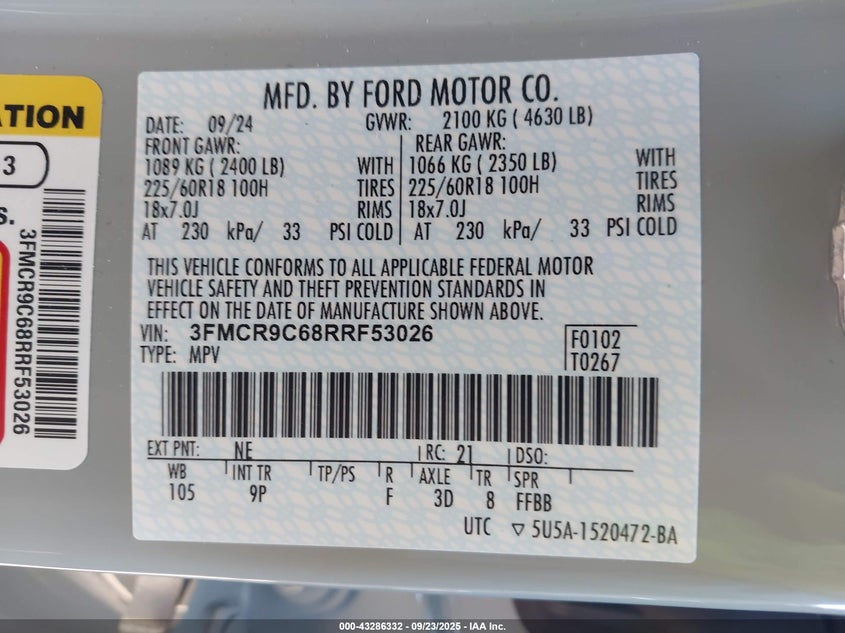 ATION
3
S.
3FMCR9C68RRF53026
MFD. BY FORD MOTOR CO.
DATE: 09/24 GVWR: 2100 KG ( 4630 LB)
FRONT GAWR: REAR GAWR:
1089 KG ( 2400 LB) WITH 1066 KG ( 2350 LB) WITH
225/60R18 100H TIRES 225/60R18 100H TIRES
18x7.0J RIMS 18x7.0J RIMS
AT 230 kPa/ 33 PSI COLD AT 230 kPa/ 33 PSI COLD
THIS VEHICLE CONFORMS TO ALL APPLICABLE FEDERAL MOTOR
VEHICLE SAFETY AND THEFT PREVENTION STANDARDS IN
EFFECT ON THE DATE OF MANUFACTURE SHOWN ABOVE.
VIN: 3FMCR9C68RRF53026 F0102
TYPE: MPV T0267
EXT PNT: NE RC: 21 DSO:
WB INT TR TP/PS R AXLE TR SPR
105 9P F 3D 8 FFBB
UTC ▽ 5U5A-1520472-BA
000-43286332 - 09/23/2025 - IAA Inc.